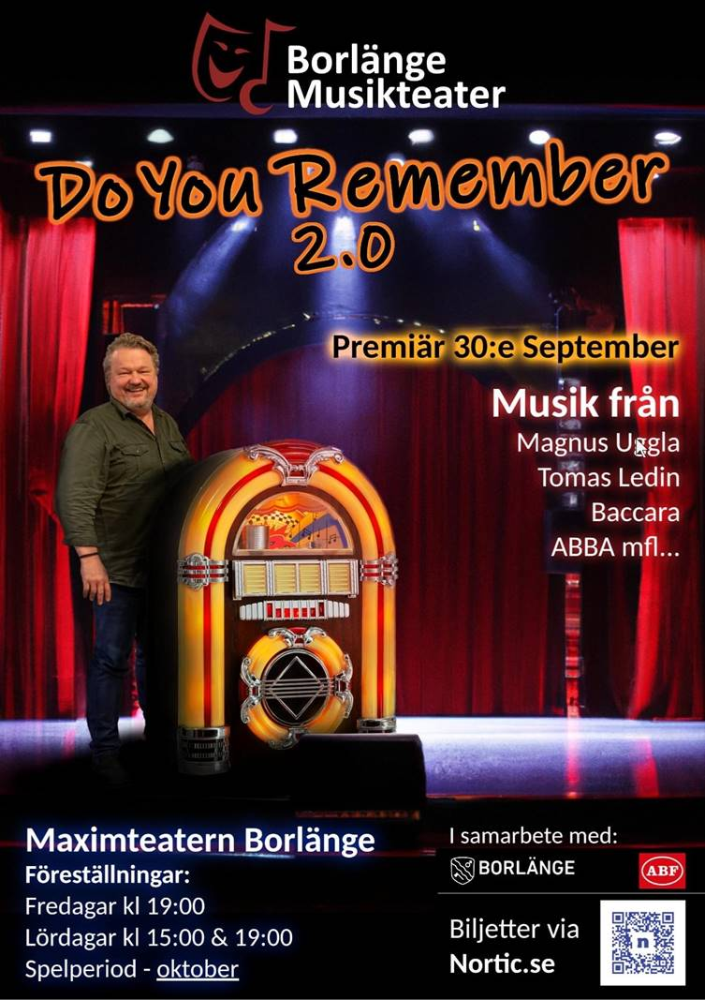 Borlänge
Musikteater
Do You Remember
2.0
Premiär 30:e September
Musik från
Magnus Uggla
Tomas Ledin
Baccara
ABBA mfl...
Maximteatern Borlänge
Föreställningar:
Fredagar kl 19:00
Lördagar kl 15:00 & 19:00
Spelperiod - oktober
I samarbete med:
BORLÄNGE
ABF
Biljetter via
Nortic.se
n